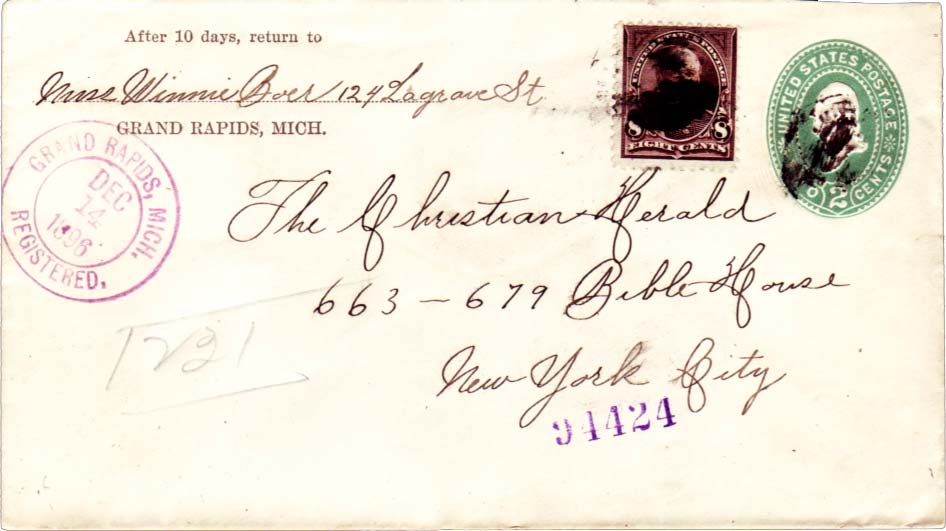 After 10 days, return to
Miss Winnie Boer 124 Lagrave St.
GRAND RAPIDS, MICH.
GRAND RAPIDS, MICH.
DEC
14
1896
REGISTERED.
UNITED STATES POSTAGE
8 8
EIGHT CENTS
UNITED STATES POSTAGE
2 CENTS
The Christian Herald
663 - 679 Bible House
New York City
94424
1221